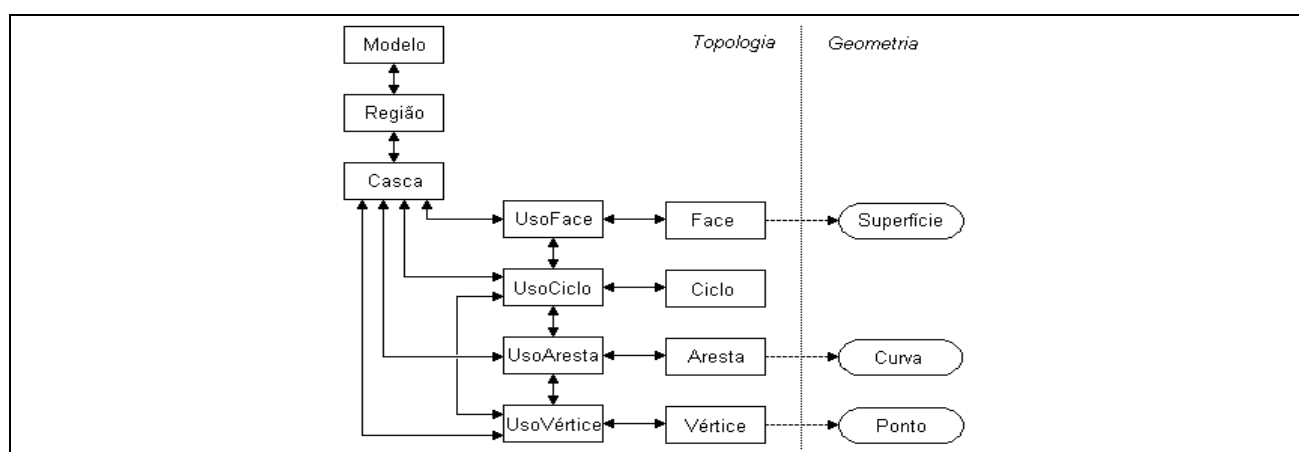 Modelo
Topologia
Geometria
Região
Casca
UsoFace
Face
Superfície
UsoCiclo
Ciclo
UsoAresta
Aresta
Curva
UsoVértice
Vértice
Ponto